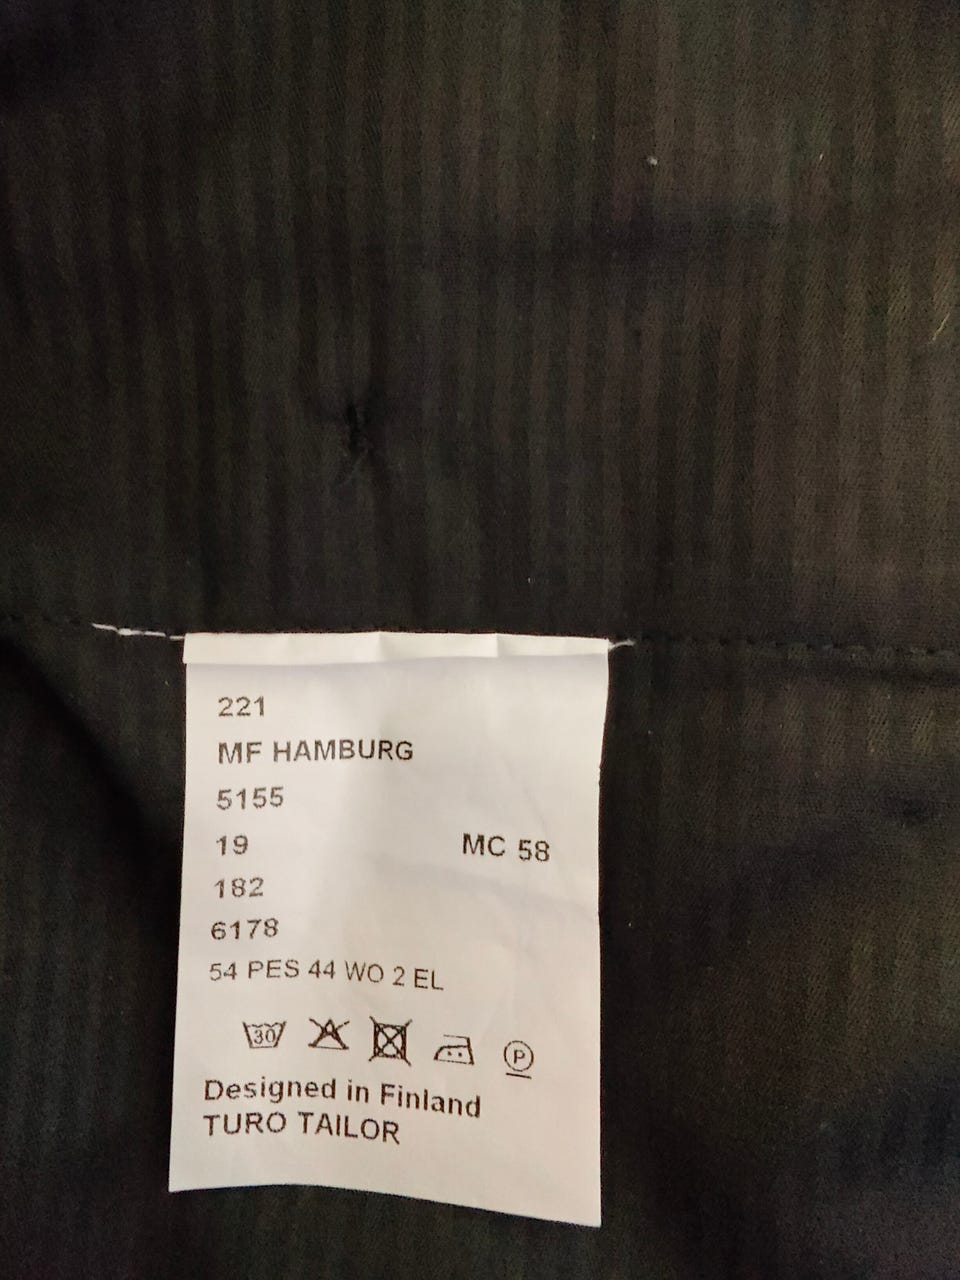 221
MF HAMBURG
5155
19 MC 58
182
6178
54 PES 44 WO 2 EL
30 P
Designed in Finland
TURO TAILOR